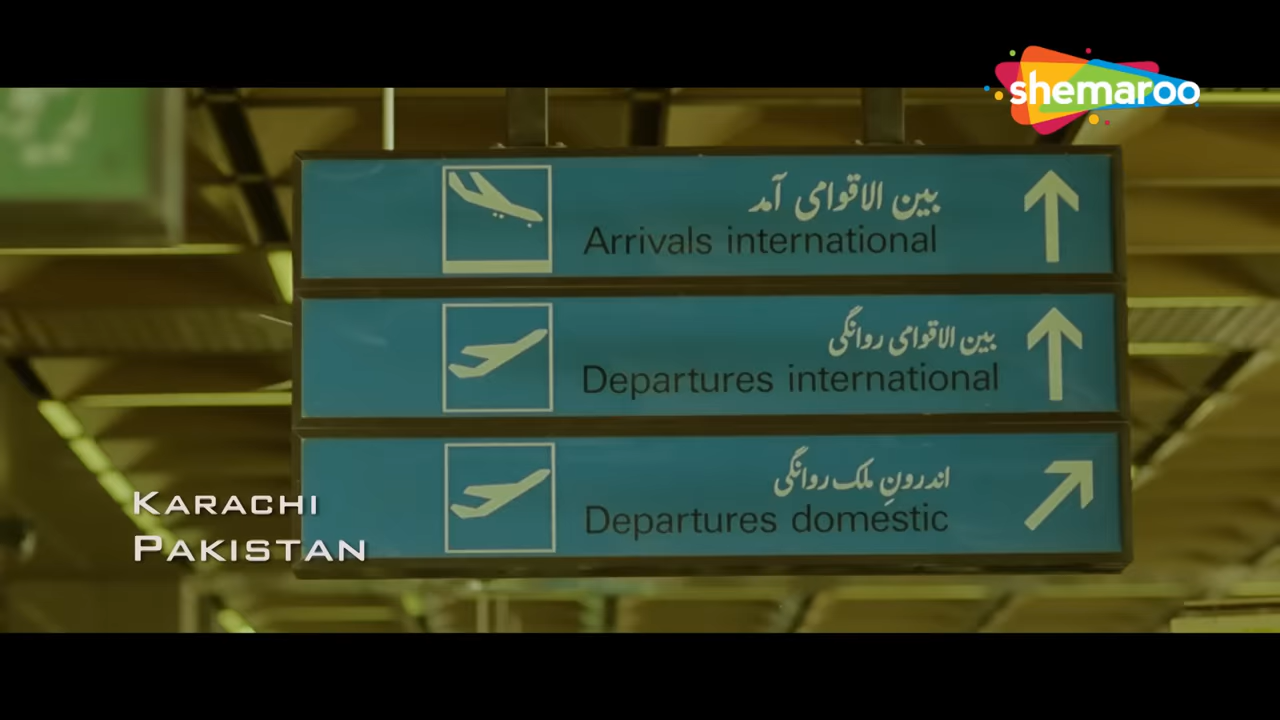 shemaroo
بین الاقوامی آمد
Arrivals international
بین الاقوامی روانگی
Departures international
اندرونِ ملک روانگی
Departures domestic
KARACHI
PAKISTAN